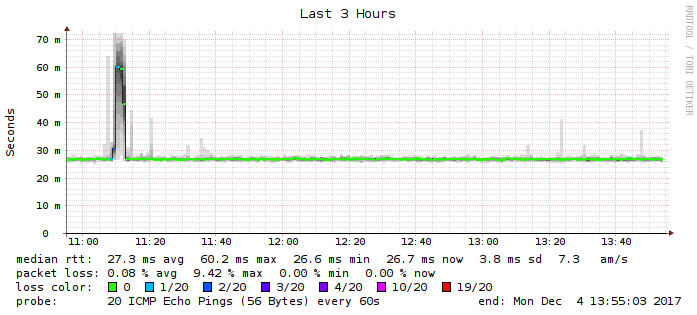 Last 3 Hours
RRDTOOL / TOBI OETIKER
Seconds
70 m
60 m
50 m
40 m
30 m
20 m
10 m
0
11:00 11:20 11:40 12:00 12:20 12:40 13:00 13:20 13:40
median rtt: 27.3 ms avg 60.2 ms max 26.6 ms min 26.7 ms now 3.8 ms sd 7.3 am/s
packet loss: 0.08 % avg 9.42 % max 0.00 % min 0.00 % now
loss color: 0 1/20 2/20 3/20 4/20 10/20 19/20
probe: 20 ICMP Echo Pings (56 Bytes) every 60s end: Mon Dec 4 13:55:03 2017